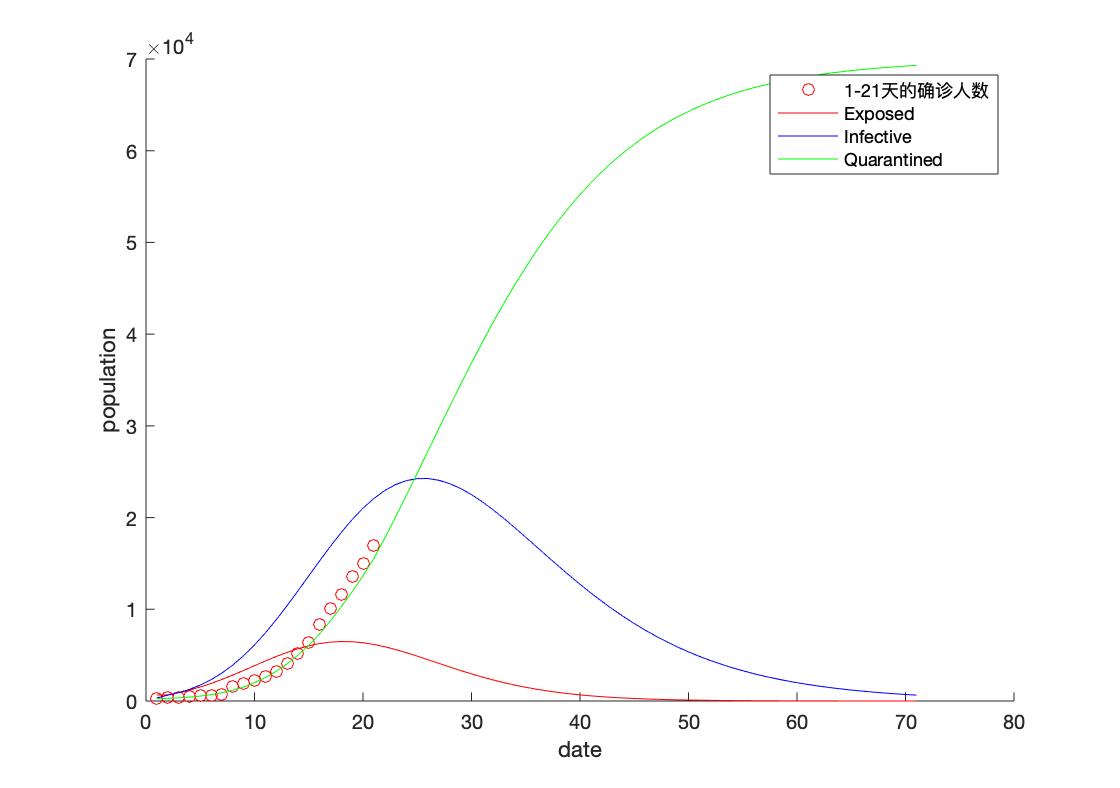 ×10⁴
7
6
5
4
3
2
1
0
population
0 10 20 30 40 50 60 70 80
date
1-21天的确诊人数
Exposed
Infective
Quarantined